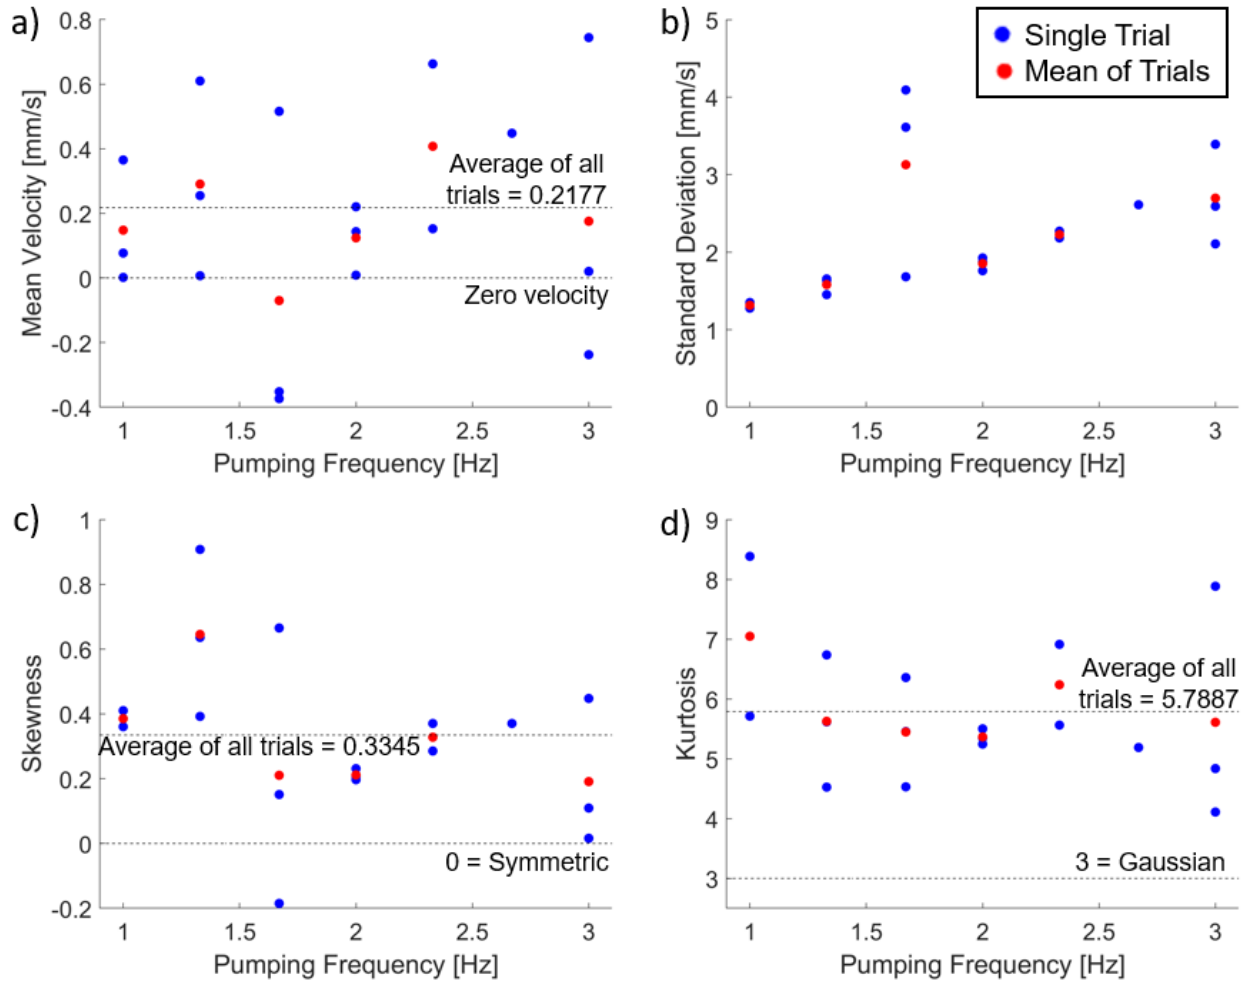 a)
0.8
0.6
0.4
0.2
0
-0.2
-0.4
Mean Velocity [mm/s]
Average of all
trials = 0.2177
Zero velocity
1
1.5
2
2.5
3
Pumping Frequency [Hz]
b)
5
4
3
2
1
0
Standard Deviation [mm/s]
Single Trial
Mean of Trials
1
1.5
2
2.5
3
Pumping Frequency [Hz]
c)
1
0.8
0.6
0.4
0.2
0
-0.2
Skewness
Average of all trials = 0.3345
0 = Symmetric
1
1.5
2
2.5
3
Pumping Frequency [Hz]
d)
9
8
7
6
5
4
3
Kurtosis
Average of all
trials = 5.7887
3 = Gaussian
1
1.5
2
2.5
3
Pumping Frequency [Hz]